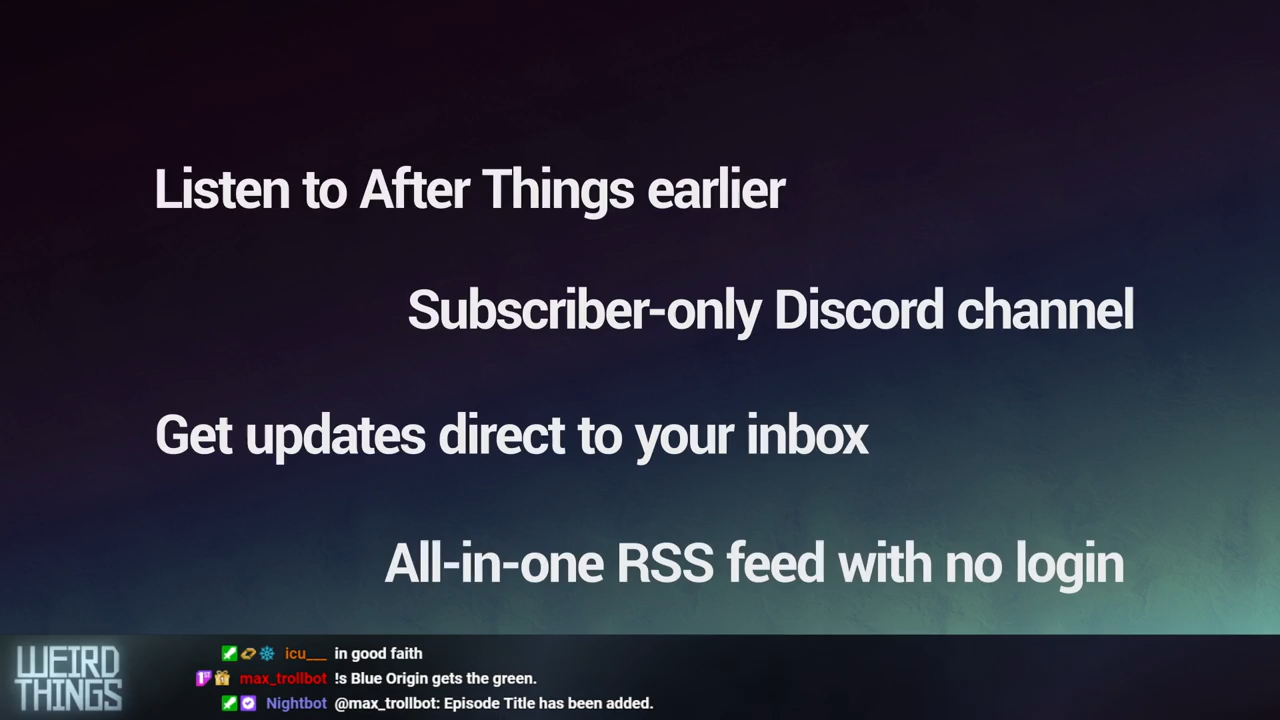 Listen to After Things earlier
Subscriber-only Discord channel
Get updates direct to your inbox
All-in-one RSS feed with no login
WEIRD
THINGS
icu___ in good faith
max_trollbot !s Blue Origin gets the green.
Nightbot @max_trollbot: Episode Title has been added.